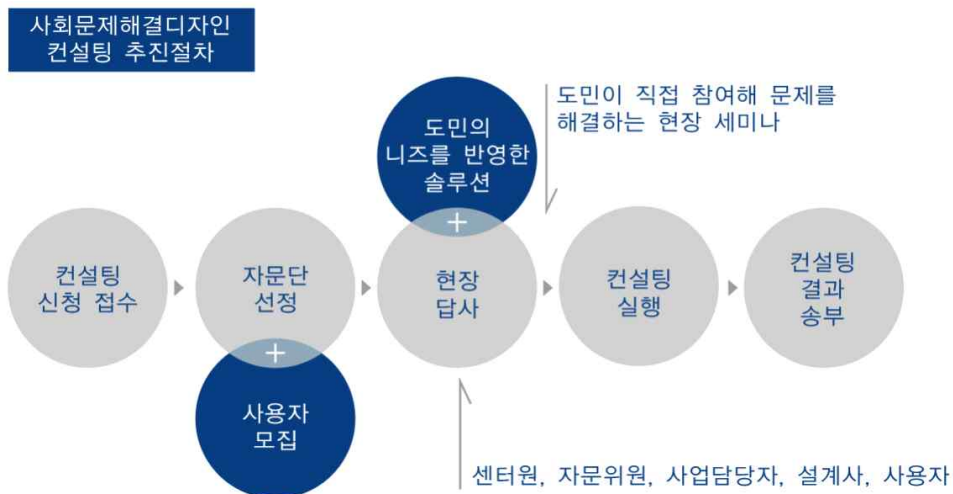 사회문제해결디자인
컨설팅 추진절차
도민이 직접 참여해 문제를
해결하는 현장 세미나
도민의
니즈를 반영한
솔루션
+
컨설팅
신청 접수
자문단
선정
현장
답사
컨설팅
실행
컨설팅
결과
송부
+
사용자
모집
센터원, 자문위원, 사업담당자, 설계사, 사용자